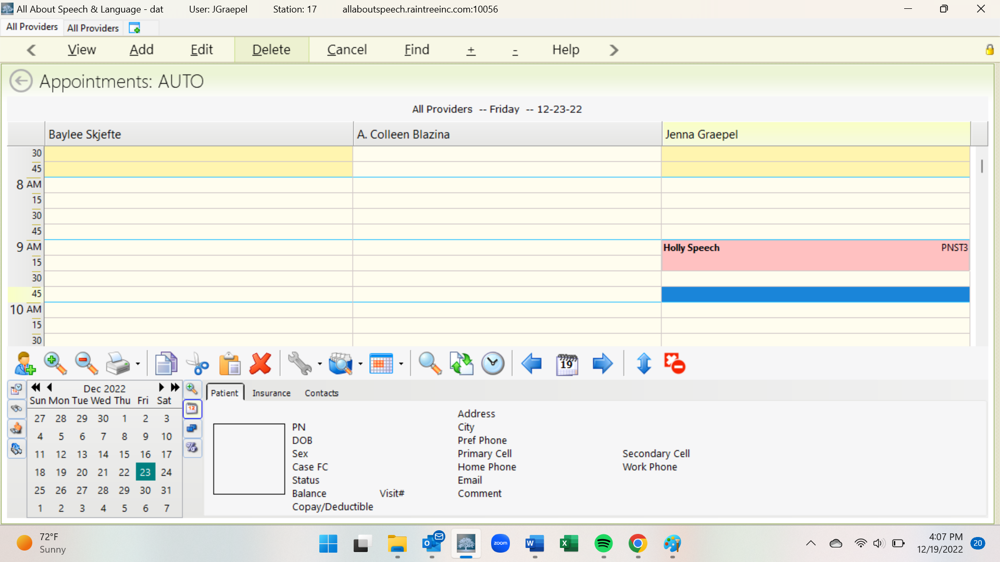 All About Speech & Language - dat User: JGraepel Station: 17 allaboutspeech.raintreeinc.com:10056
All Providers All Providers
View Add Edit Delete Cancel Find + - Help
Appointments: AUTO
All Providers -- Friday -- 12-23-22
Baylee Skjefte A. Colleen Blazina Jenna Graepel
30
45
8 AM
15
30
45
9 AM Holly Speech PNST3
15
30
45
10 AM
15
30
19
Dec 2022
Sun Mon Tue Wed Thu Fri Sat
27 28 29 30 1 2 3
4 5 6 7 8 9 10
11 12 13 14 15 16 17
18 19 20 21 22 23 24
25 26 27 28 29 30 31
1 2 3 4 5 6 7
12
Patient Insurance Contacts
Address
PN City
DOB Pref Phone
Sex Primary Cell Secondary Cell
Case FC Home Phone Work Phone
Status Email
Balance Visit# Comment
Copay/Deductible
72°F
Sunny
zoom
4:07 PM
12/19/2022
20